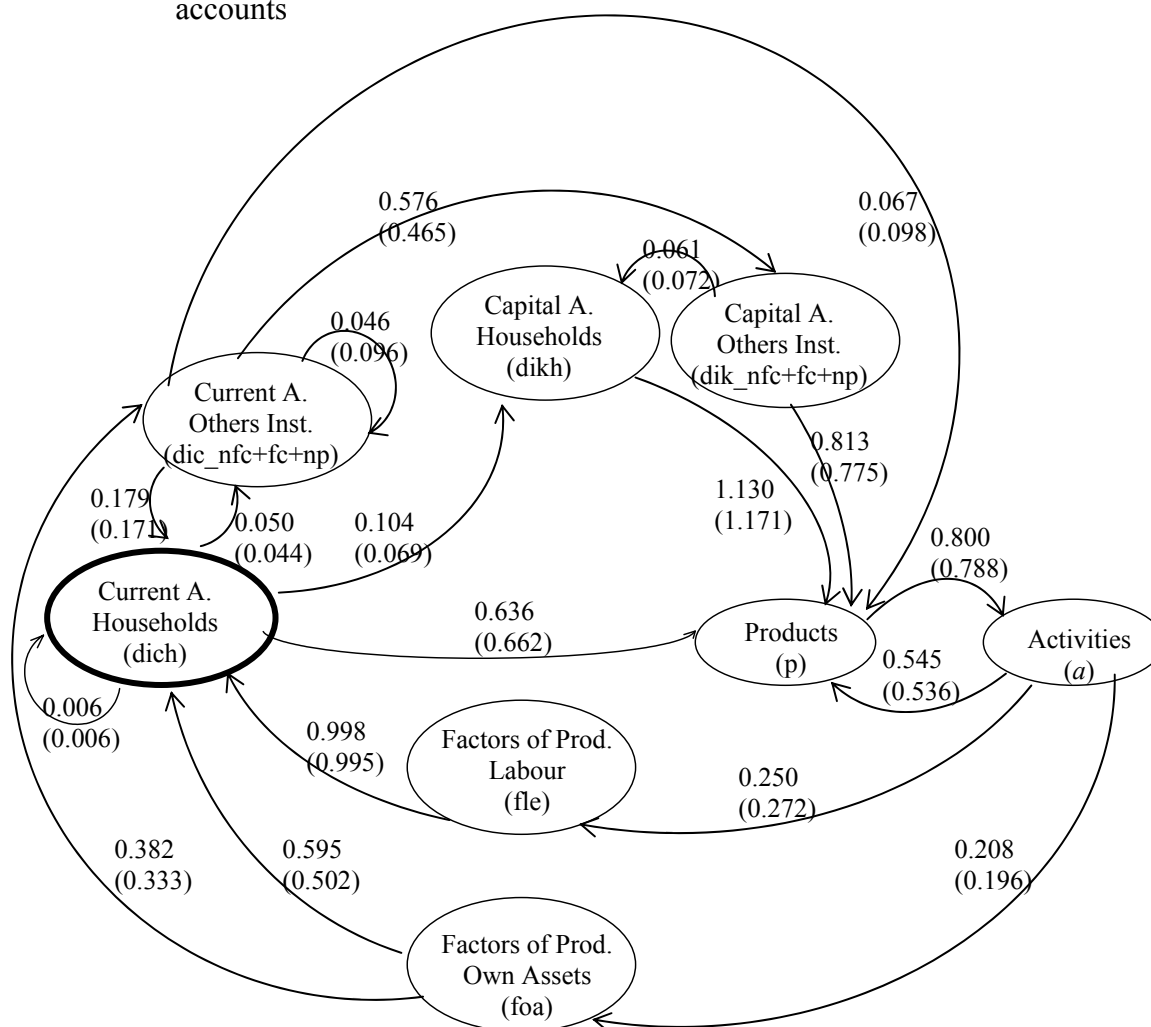 accounts
0.576
(0.465)
0.067
(0.098)
0.061
(0.072)
Capital A.
Households
(dikh)
Capital A.
Others Inst.
(dik_nfc+fc+np)
0.046
(0.096)
Current A.
Others Inst.
(dic_nfc+fc+np)
0.813
(0.775)
0.179
(0.171)
0.050
(0.044)
0.104
(0.069)
1.130
(1.171)
0.800
(0.788)
Current A.
Households
(dich)
0.636
(0.662)
Products
(p)
Activities
(a)
0.545
(0.536)
0.006
(0.006)
0.998
(0.995)
Factors of Prod.
Labour
(fle)
0.250
(0.272)
0.382
(0.333)
0.595
(0.502)
0.208
(0.196)
Factors of Prod.
Own Assets
(foa)